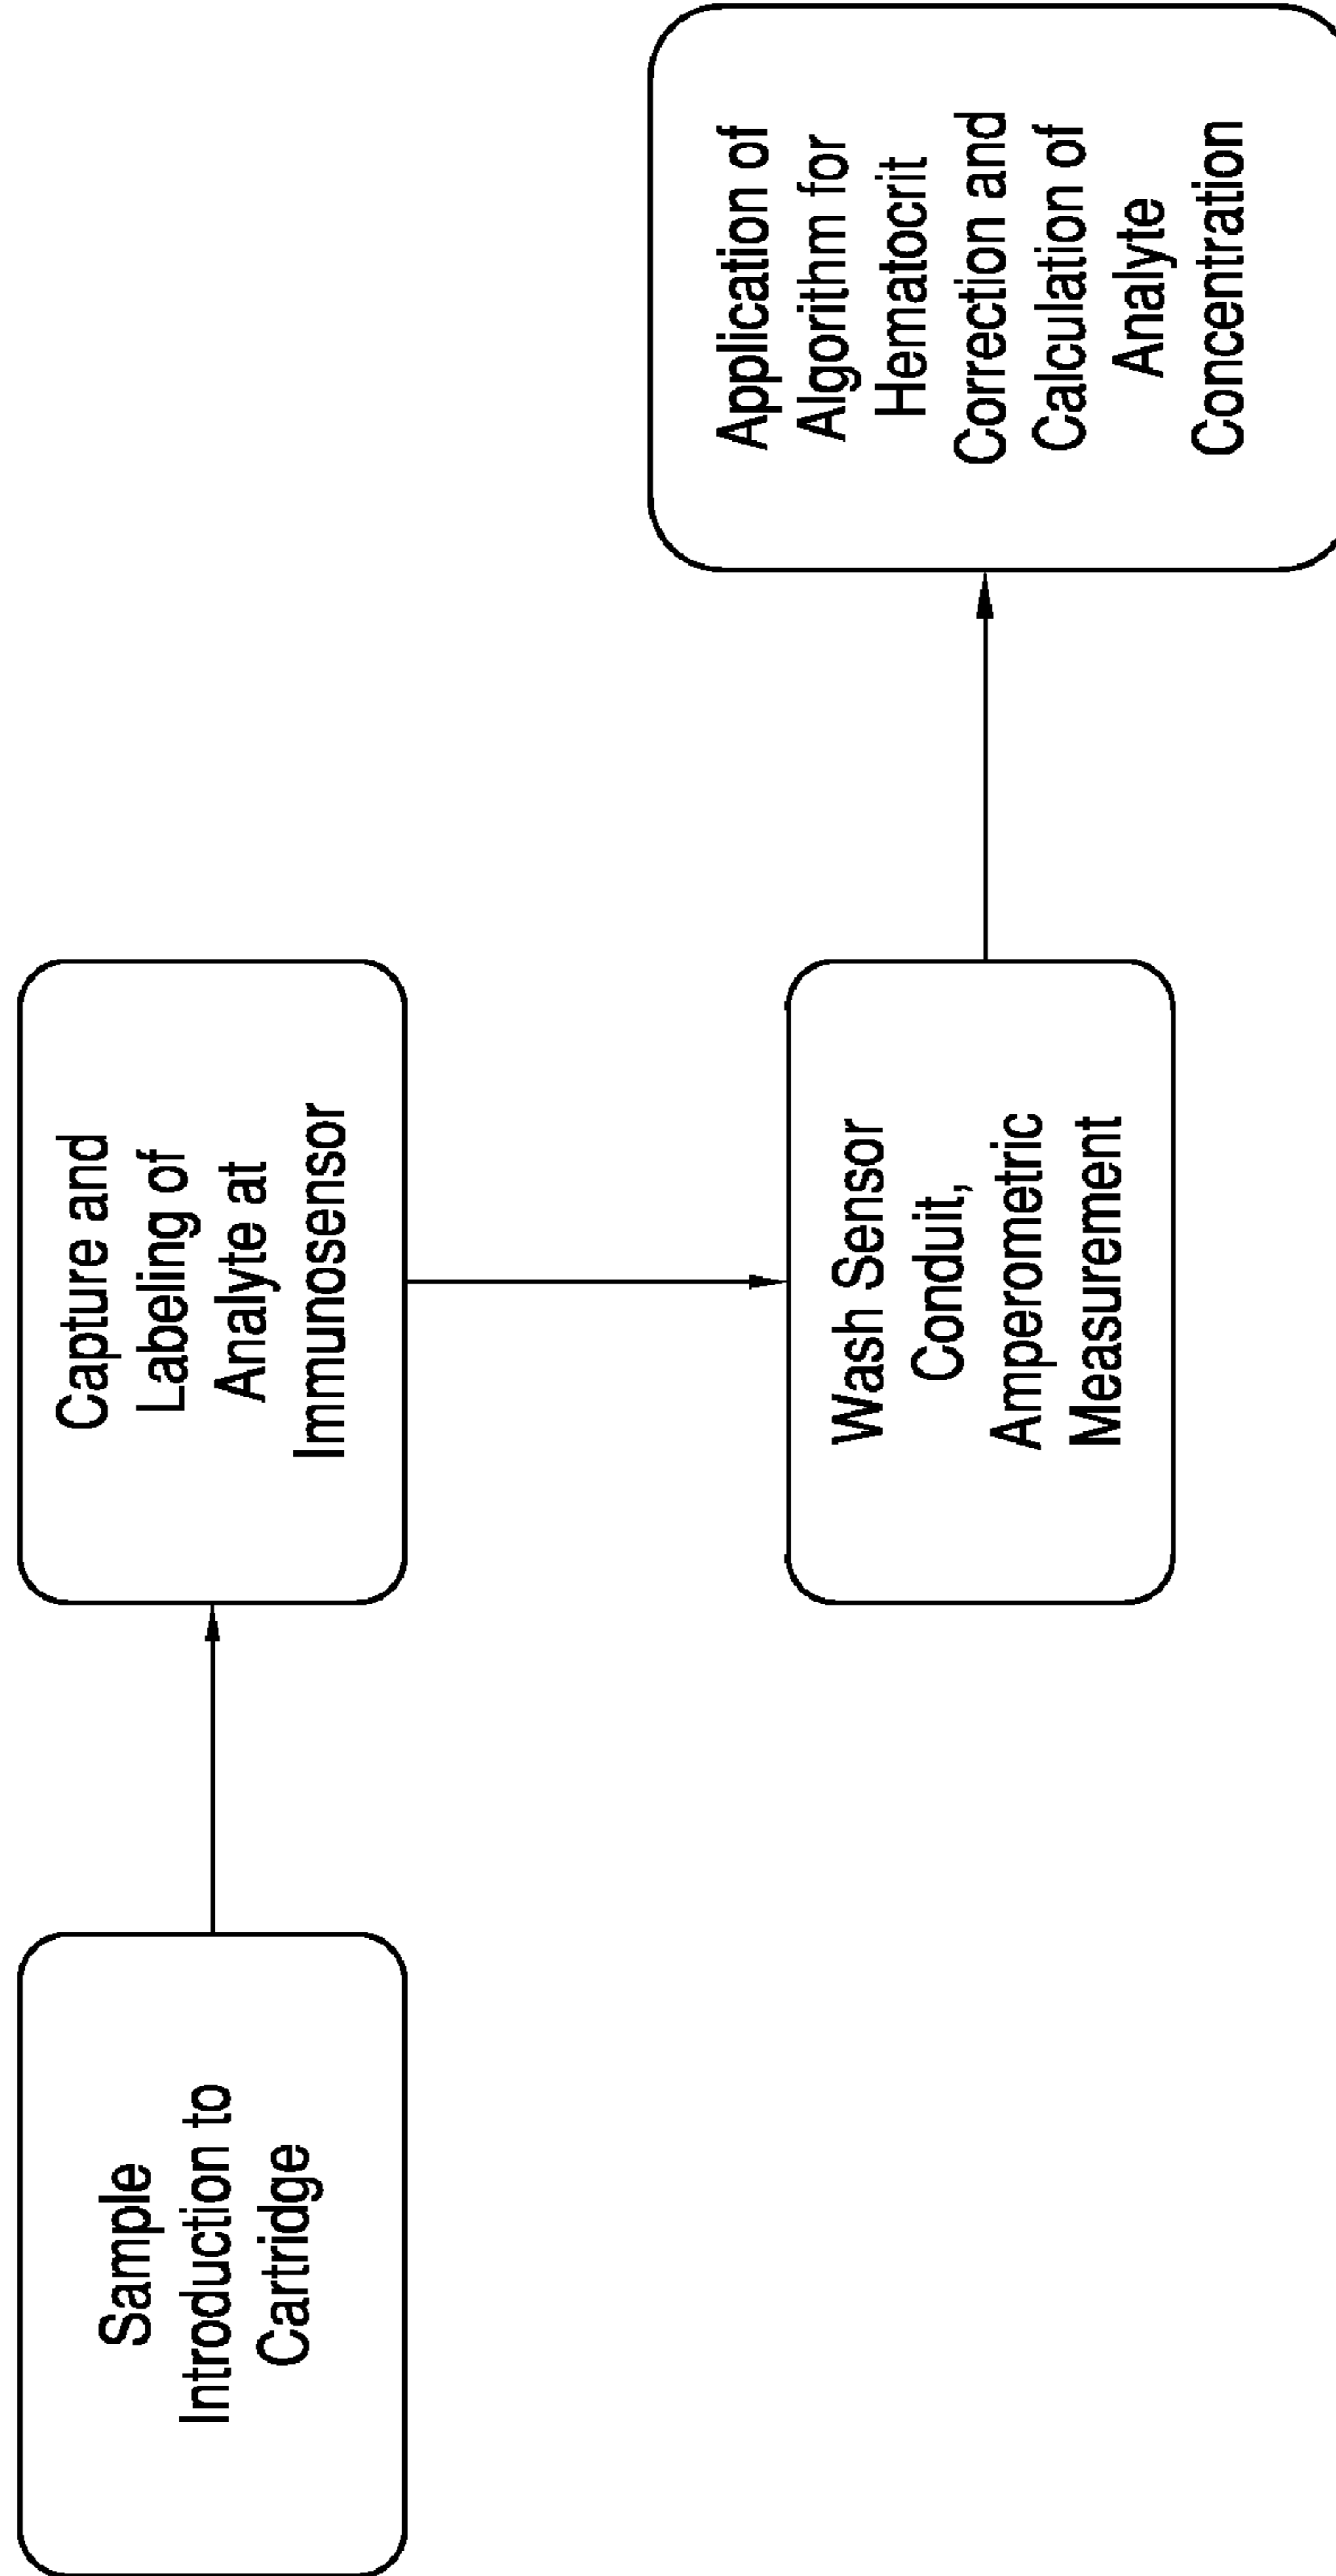 Sample
Introduction to
Cartridge
Capture and
Labeling of
Analyte at
Immunosensor
Wash Sensor
Conduit,
Amperometric
Measurement
Application of
Algorithm for
Hematocrit
Correction and
Calculation of
Analyte
Concentration